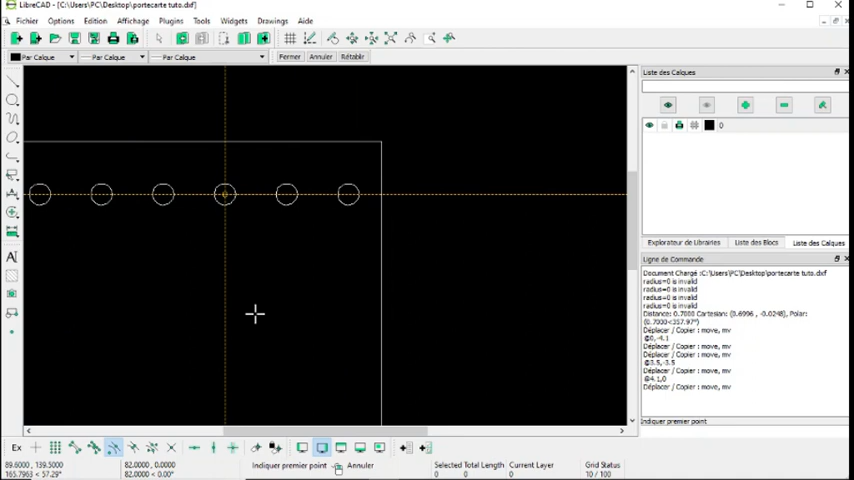 LibreCAD - [C:\Users\PC\Desktop\portecarte tuto.dxf]
Fichier Options Édition Affichage Plugins Tools Widgets Drawings Aide
Par Calque Par Calque Par Calque Fermer Annuler Rétablir
Liste des Calques
0
Explorateur de Librairies Liste des Blocs Liste des Calques
Ligne de Commande
Document Chargé :C:/Users/PC/Desktop/portecarte tuto.dxf
radius=0 is invalid
radius=0 is invalid
radius=0 is invalid
radius=0 is invalid
Distance: 0.7000 Cartesian: (0.6996 , -0.0248), Polar:
(0.7000<357.97°)
Déplacer / Copier : move, mv
@0,-4.1
Déplacer / Copier : move, mv
@3.5,-3.5
Déplacer / Copier : move, mv
@4.1,0
Déplacer / Copier : move, mv
Indiquer premier point
Ex
89.6000 , 139.5000
165.7963 < 57.29°
82.0000 , 0.0000
82.0000 < 0.00°
Indiquer premier point Annuler
Selected Total Length
0 0
Current Layer
0
Grid Status
10 / 100